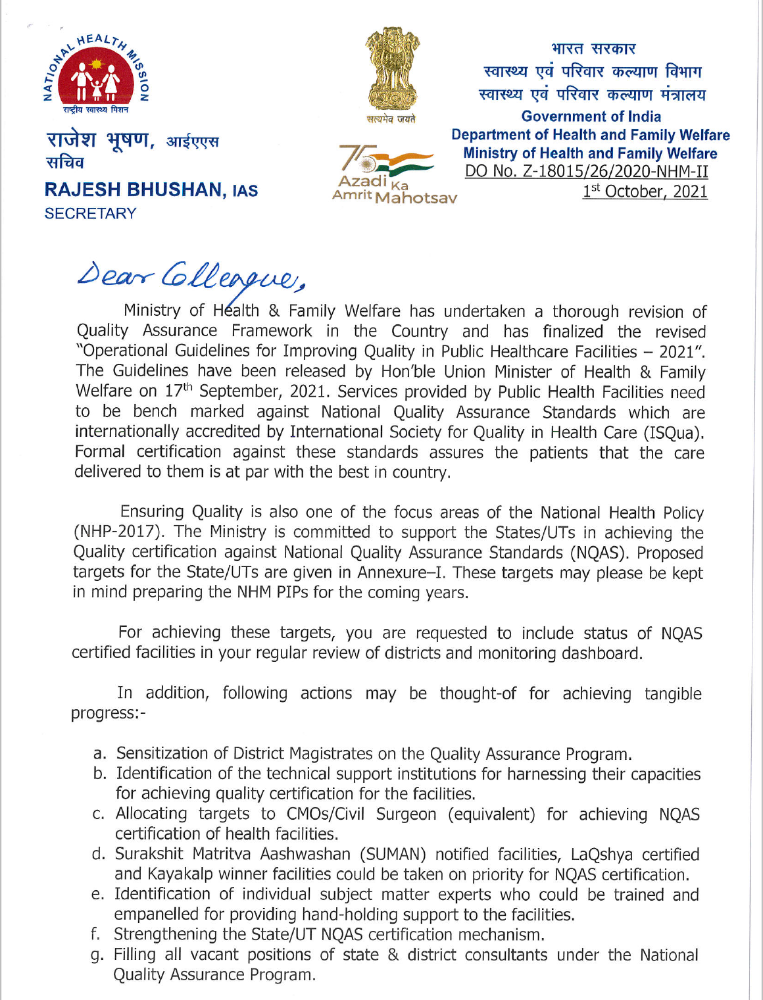 NATIONAL HEALTH MISSION
राष्ट्रीय स्वास्थ्य मिशन
राजेश भूषण, आईएएस
सचिव
RAJESH BHUSHAN, IAS
SECRETARY
सत्यमेव जयते
75
Azadi Ka
Amrit Mahotsav
भारत सरकार
स्वास्थ्य एवं परिवार कल्याण विभाग
स्वास्थ्य एवं परिवार कल्याण मंत्रालय
Government of India
Department of Health and Family Welfare
Ministry of Health and Family Welfare
DO No. Z-18015/26/2020-NHM-II
1st October, 2021
Dear Colleague,
Ministry of Health & Family Welfare has undertaken a thorough revision of
Quality Assurance Framework in the Country and has finalized the revised
“Operational Guidelines for Improving Quality in Public Healthcare Facilities – 2021”.
The Guidelines have been released by Hon’ble Union Minister of Health & Family
Welfare on 17th September, 2021. Services provided by Public Health Facilities need
to be bench marked against National Quality Assurance Standards which are
internationally accredited by International Society for Quality in Health Care (ISQua).
Formal certification against these standards assures the patients that the care
delivered to them is at par with the best in country.
Ensuring Quality is also one of the focus areas of the National Health Policy
(NHP-2017). The Ministry is committed to support the States/UTs in achieving the
Quality certification against National Quality Assurance Standards (NQAS). Proposed
targets for the State/UTs are given in Annexure–I. These targets may please be kept
in mind preparing the NHM PIPs for the coming years.
For achieving these targets, you are requested to include status of NQAS
certified facilities in your regular review of districts and monitoring dashboard.
In addition, following actions may be thought-of for achieving tangible
progress:-
a. Sensitization of District Magistrates on the Quality Assurance Program.
b. Identification of the technical support institutions for harnessing their capacities
for achieving quality certification for the facilities.
c. Allocating targets to CMOs/Civil Surgeon (equivalent) for achieving NQAS
certification of health facilities.
d. Surakshit Matritva Aashwashan (SUMAN) notified facilities, LaQshya certified
and Kayakalp winner facilities could be taken on priority for NQAS certification.
e. Identification of individual subject matter experts who could be trained and
empanelled for providing hand-holding support to the facilities.
f. Strengthening the State/UT NQAS certification mechanism.
g. Filling all vacant positions of state & district consultants under the National
Quality Assurance Program.